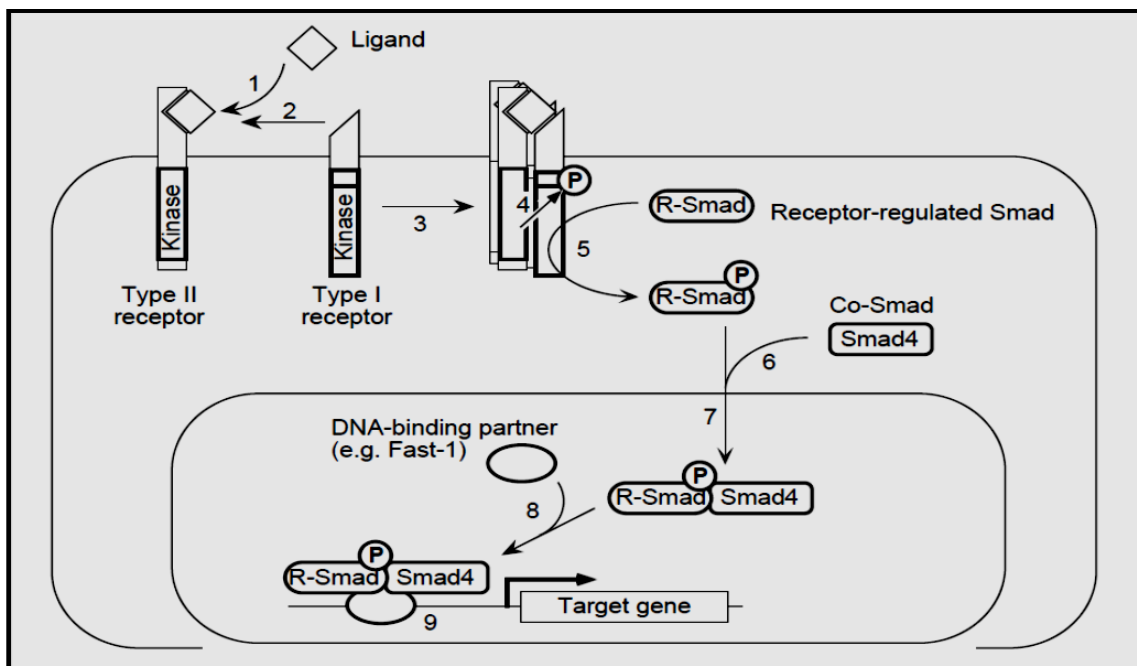 Ligand
1
2
Kinase
Kinase
3
4
P
5
R-Smad
Receptor-regulated Smad
Type II
receptor
Type I
receptor
P
R-Smad
Co-Smad
Smad4
6
7
DNA-binding partner
(e.g. Fast-1)
8
P
R-Smad
Smad4
P
R-Smad
Smad4
9
Target gene